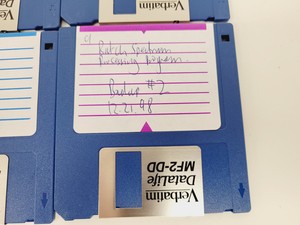 Batch Spectrum
Processing Program
Backup #2
12.21.98
Verbatim
DataLife
MF2-DD
Verbatim